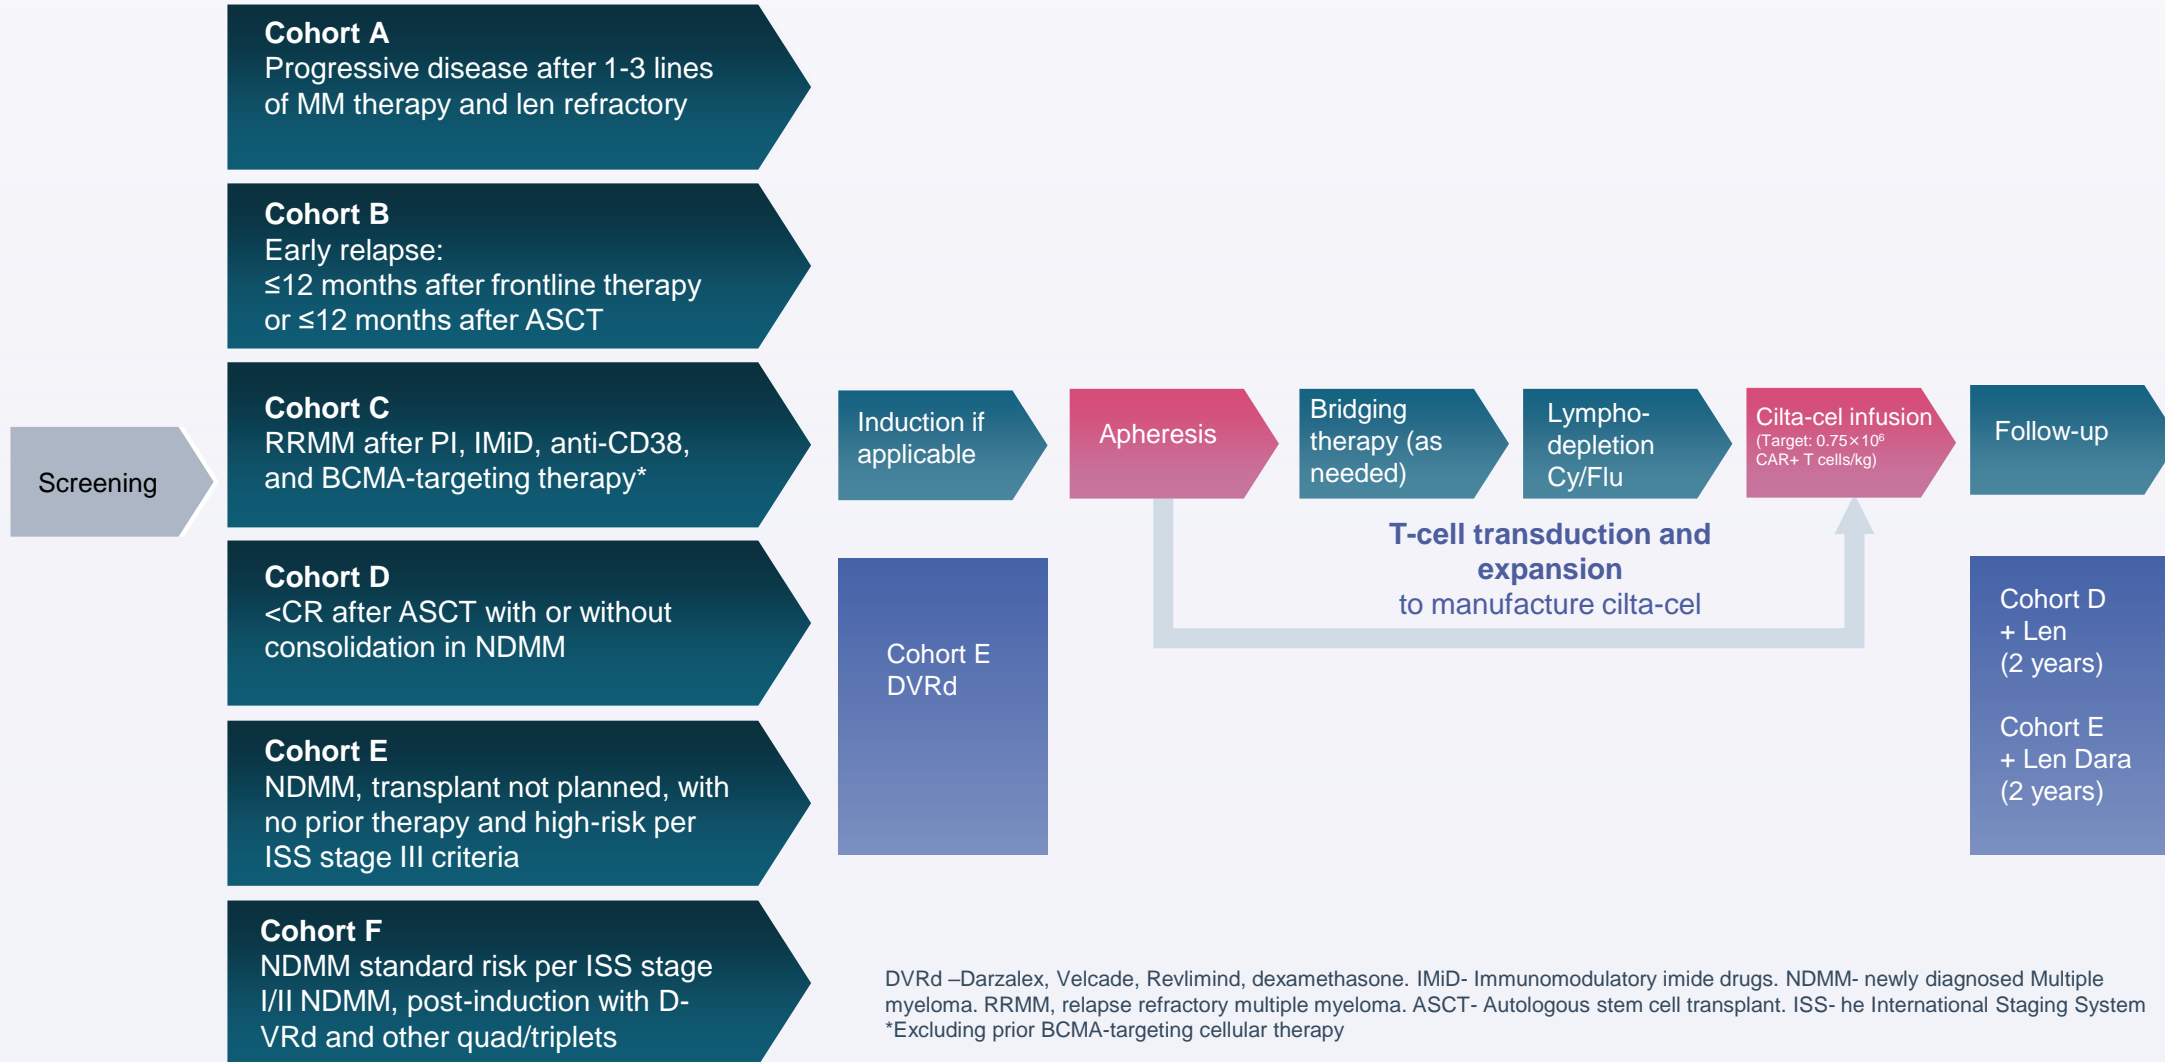 Screening
Cohort A
Progressive disease after 1-3 lines
of MM therapy and len refractory
Cohort B
Early relapse:
≤12 months after frontline therapy
or ≤12 months after ASCT
Cohort C
RRMM after PI, IMiD, anti-CD38,
and BCMA-targeting therapy*
Cohort D
<CR after ASCT with or without
consolidation in NDMM
Cohort E
NDMM, transplant not planned, with
no prior therapy and high-risk per
ISS stage III criteria
Cohort F
NDMM standard risk per ISS stage
I/II NDMM, post-induction with D-
VRd and other quad/triplets
Induction if
applicable
Apheresis
Bridging
therapy (as
needed)
Lympho-
depletion
Cy/Flu
Cilta-cel infusion
(Target: 0.75×10⁶
CAR+ T cells/kg)
Follow-up
T-cell transduction and
expansion
to manufacture cilta-cel
Cohort E
DVRd
Cohort D
+ Len
(2 years)
Cohort E
+ Len Dara
(2 years)
DVRd –Darzalex, Velcade, Revlimind, dexamethasone. IMiD- Immunomodulatory imide drugs. NDMM- newly diagnosed Multiple
myeloma. RRMM, relapse refractory multiple myeloma. ASCT- Autologous stem cell transplant. ISS- he International Staging System
*Excluding prior BCMA-targeting cellular therapy